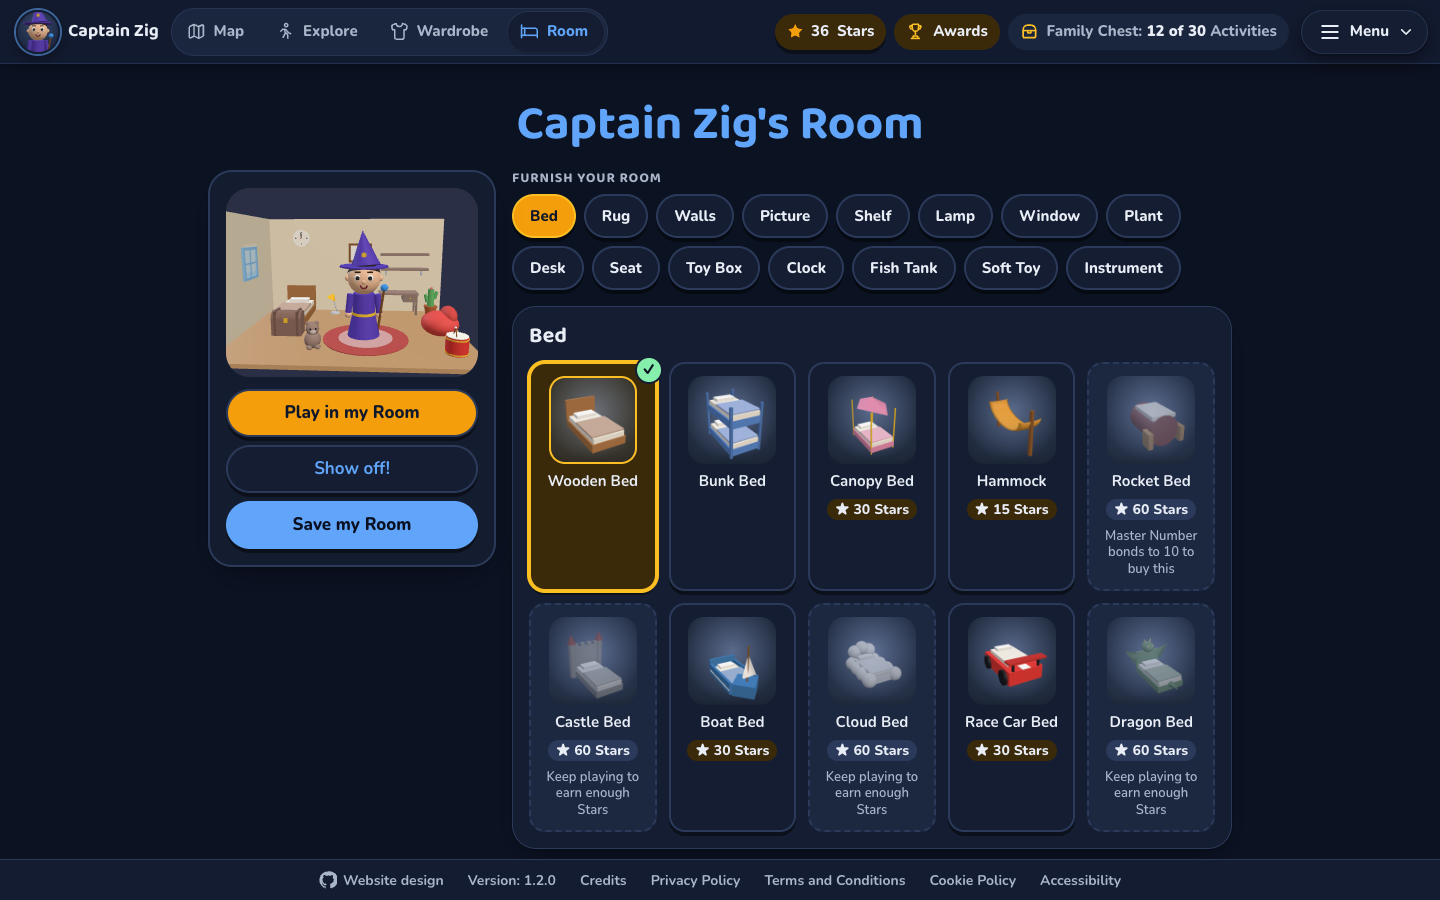 Captain Zig
Map
Explore
Wardrobe
Room
36 Stars
Awards
Family Chest: 12 of 30 Activities
Menu
Captain Zig's Room
FURNISH YOUR ROOM
Bed
Rug
Walls
Picture
Shelf
Lamp
Window
Plant
Desk
Seat
Toy Box
Clock
Fish Tank
Soft Toy
Instrument
Play in my Room
Show off!
Save my Room
Bed
Wooden Bed
Bunk Bed
Canopy Bed
30 Stars
Hammock
15 Stars
Rocket Bed
60 Stars
Master Number
bonds to 10 to
buy this
Castle Bed
60 Stars
Keep playing to
earn enough
Stars
Boat Bed
30 Stars
Cloud Bed
60 Stars
Keep playing to
earn enough
Stars
Race Car Bed
30 Stars
Dragon Bed
60 Stars
Keep playing to
earn enough
Stars
Website design
Version: 1.2.0
Credits
Privacy Policy
Terms and Conditions
Cookie Policy
Accessibility